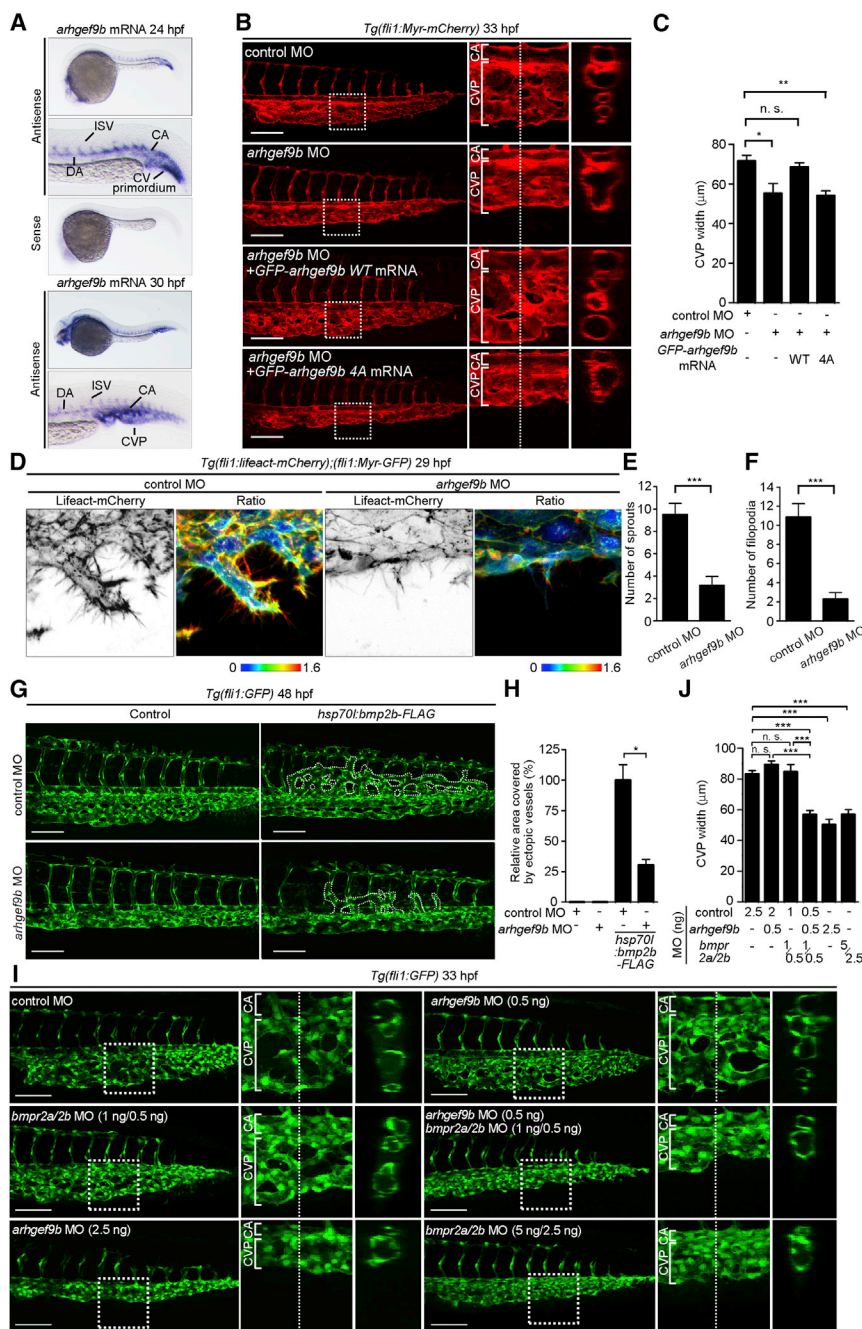 A
arhgef9b mRNA 24 hpf
Antisense
ISV
CA
DA
CV
primordium
Sense
arhgef9b mRNA 30 hpf
Antisense
DA
ISV
CA
CVP
B
Tg(fli1:Myr-mCherry) 33 hpf
control MO
CVP CA
arhgef9b MO
CVP CA
arhgef9b MO
+GFP-arhgef9b WT mRNA
CVP CA
arhgef9b MO
+GFP-arhgef9b 4A mRNA
CVP CA
C
**
n. s.
*
CVP width (μm)
80
60
40
20
0
control MO + - - -
arhgef9b MO - + + +
GFP-arhgef9b
mRNA - - WT 4A
D
Tg(fli1:lifeact-mCherry);(fli1:Myr-GFP) 29 hpf
control MO
arhgef9b MO
Lifeact-mCherry
Ratio
Lifeact-mCherry
Ratio
0 1.6
0 1.6
E
***
Number of sprouts
12
10
8
6
4
2
0
control MO
arhgef9b MO
F
***
Number of filopodia
14
12
10
8
6
4
2
0
control MO
arhgef9b MO
G
Tg(fli1:GFP) 48 hpf
Control
hsp70l:bmp2b-FLAG
control MO
arhgef9b MO
H
*
Relative area covered
by ectopic vessels (%)
125
100
75
50
25
0
control MO + - + -
arhgef9b MO - + - +
hsp70l
:bmp2b
-FLAG
J
***
***
***
n. s. ***
n. s. ***
CVP width (μm)
100
80
60
40
20
0
MO (ng)
control 2.5 2 1 0.5 - -
arhgef9b - 0.5 - 0.5 2.5 -
bmpr
2a/2b - - 1/0.5 1/0.5 - 5/2.5
I
Tg(fli1:GFP) 33 hpf
control MO
CVP CA
arhgef9b MO (0.5 ng)
CVP CA
bmpr2a/2b MO (1 ng/0.5 ng)
CVP CA
arhgef9b MO (0.5 ng)
bmpr2a/2b MO (1 ng/0.5 ng)
CVP CA
arhgef9b MO (2.5 ng)
CVP CA
bmpr2a/2b MO (5 ng/2.5 ng)
CVP CA